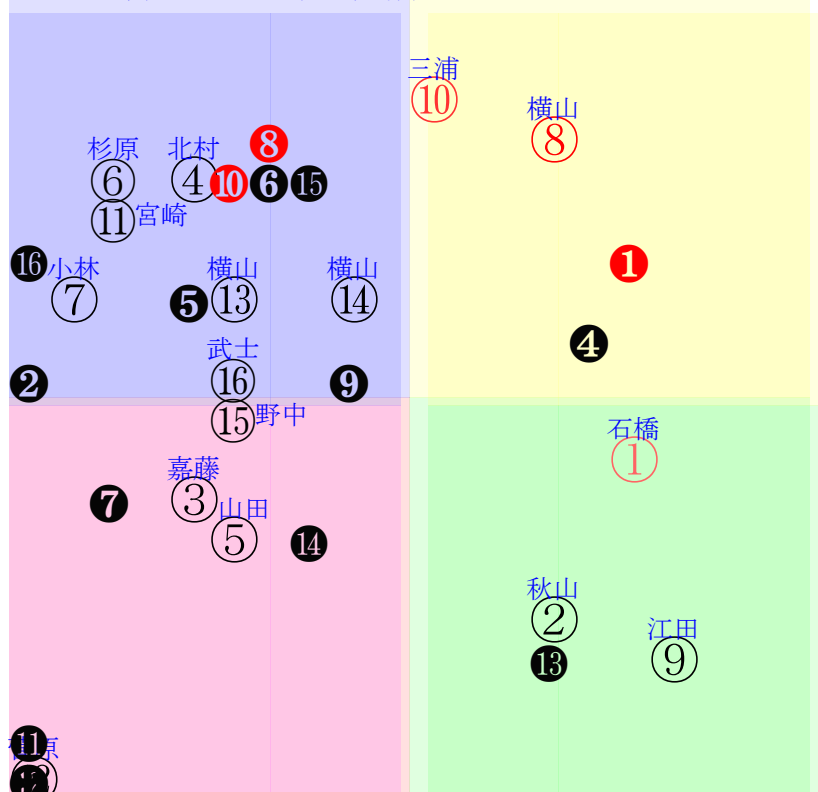 三浦
⑩
横山
⑧
❽
杉原
⑥
北村
④
❿
❻
⓯
⑪
宮崎
⓰
小林
⑦
❺
横山
⑬
横山
⑭
❶
❹
武士
⑯
❷
❾
⑮
野中
石橋
①
嘉藤
③
❼
山田
⑤
⓮
秋山
②
⓭
江田
⑨
⓫
原